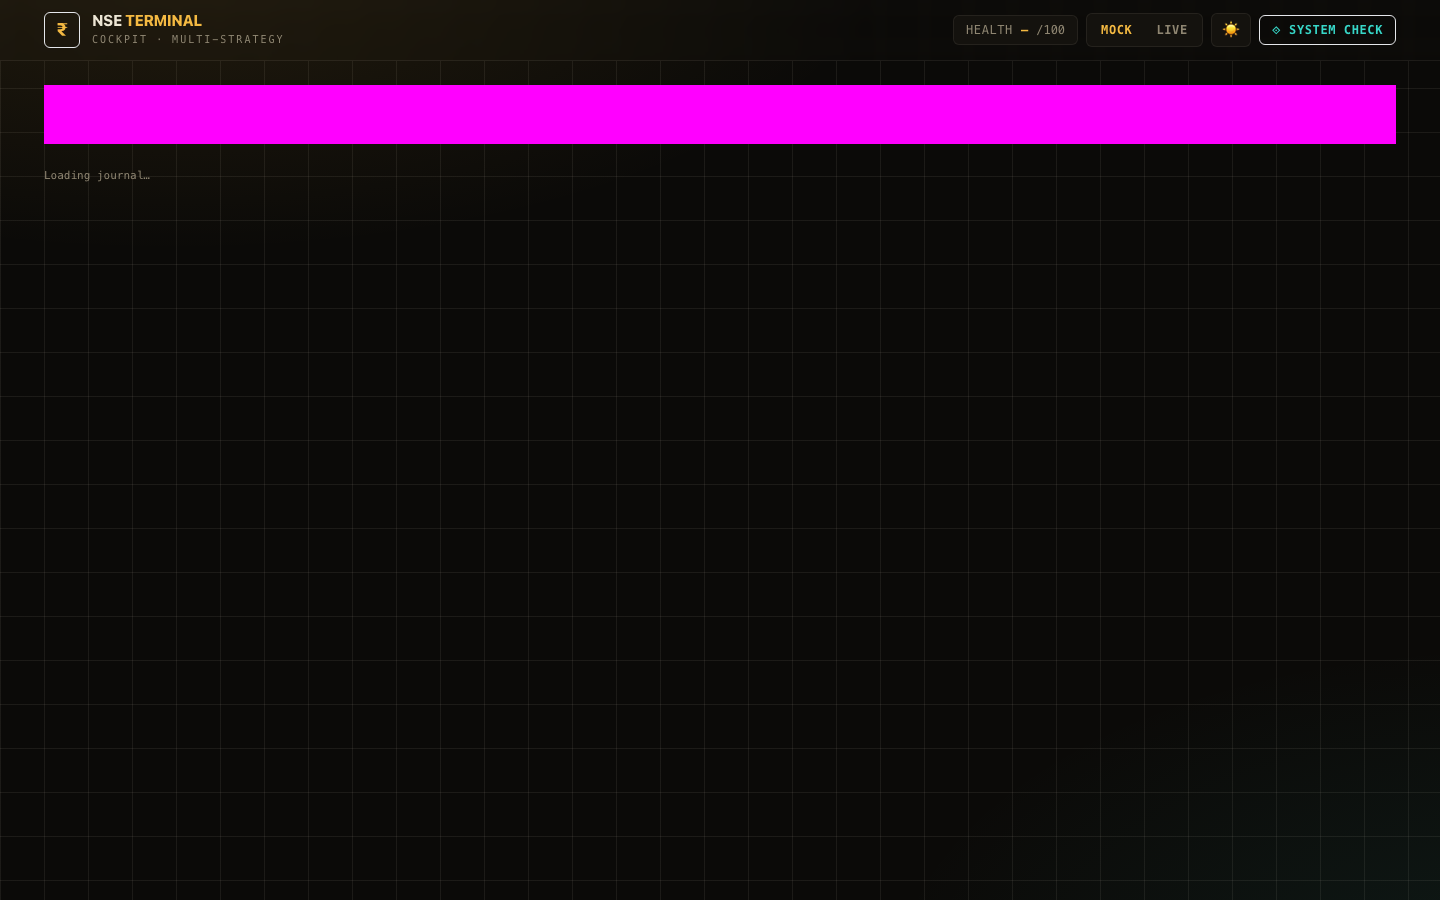 ₹
NSE TERMINAL
COCKPIT · MULTI−STRATEGY
HEALTH — /100
MOCK LIVE
◇ SYSTEM CHECK
Loading journal…